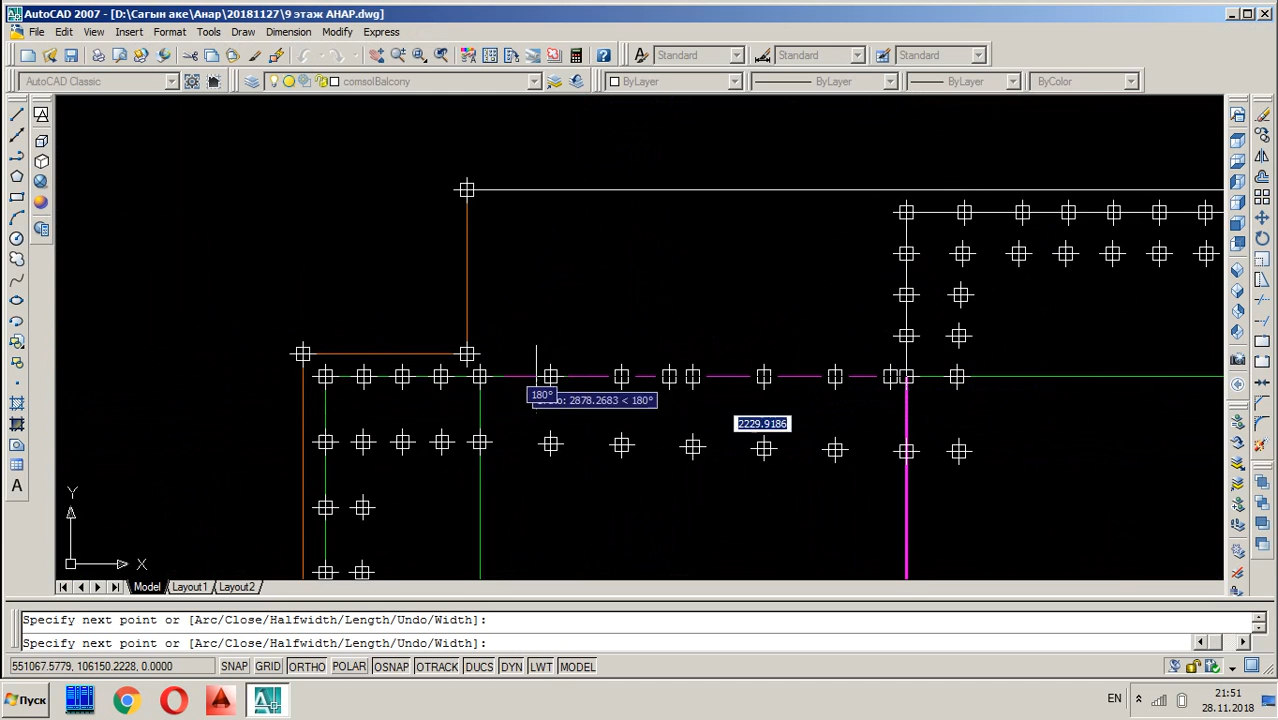 AutoCAD 2007 - [D:\Сагын аке\Анар\20181127\9 этаж АНАР.dwg]
File Edit View Insert Format Tools Draw Dimension Modify Express
Standard Standard Standard
AutoCAD Classic comsolBalcony ByLayer ByLayer ByLayer ByColor
A
180°
2878.2683 < 180°
2229.9186
Y
X
Model Layout1 Layout2
Specify next point or [Arc/Close/Halfwidth/Length/Undo/Width]:
Specify next point or [Arc/Close/Halfwidth/Length/Undo/Width]:
551067.5779, 106150.2228, 0.0000 SNAP GRID ORTHO POLAR OSNAP OTRACK DUCS DYN LWT MODEL
Пуск EN 21:51
28.11.2018